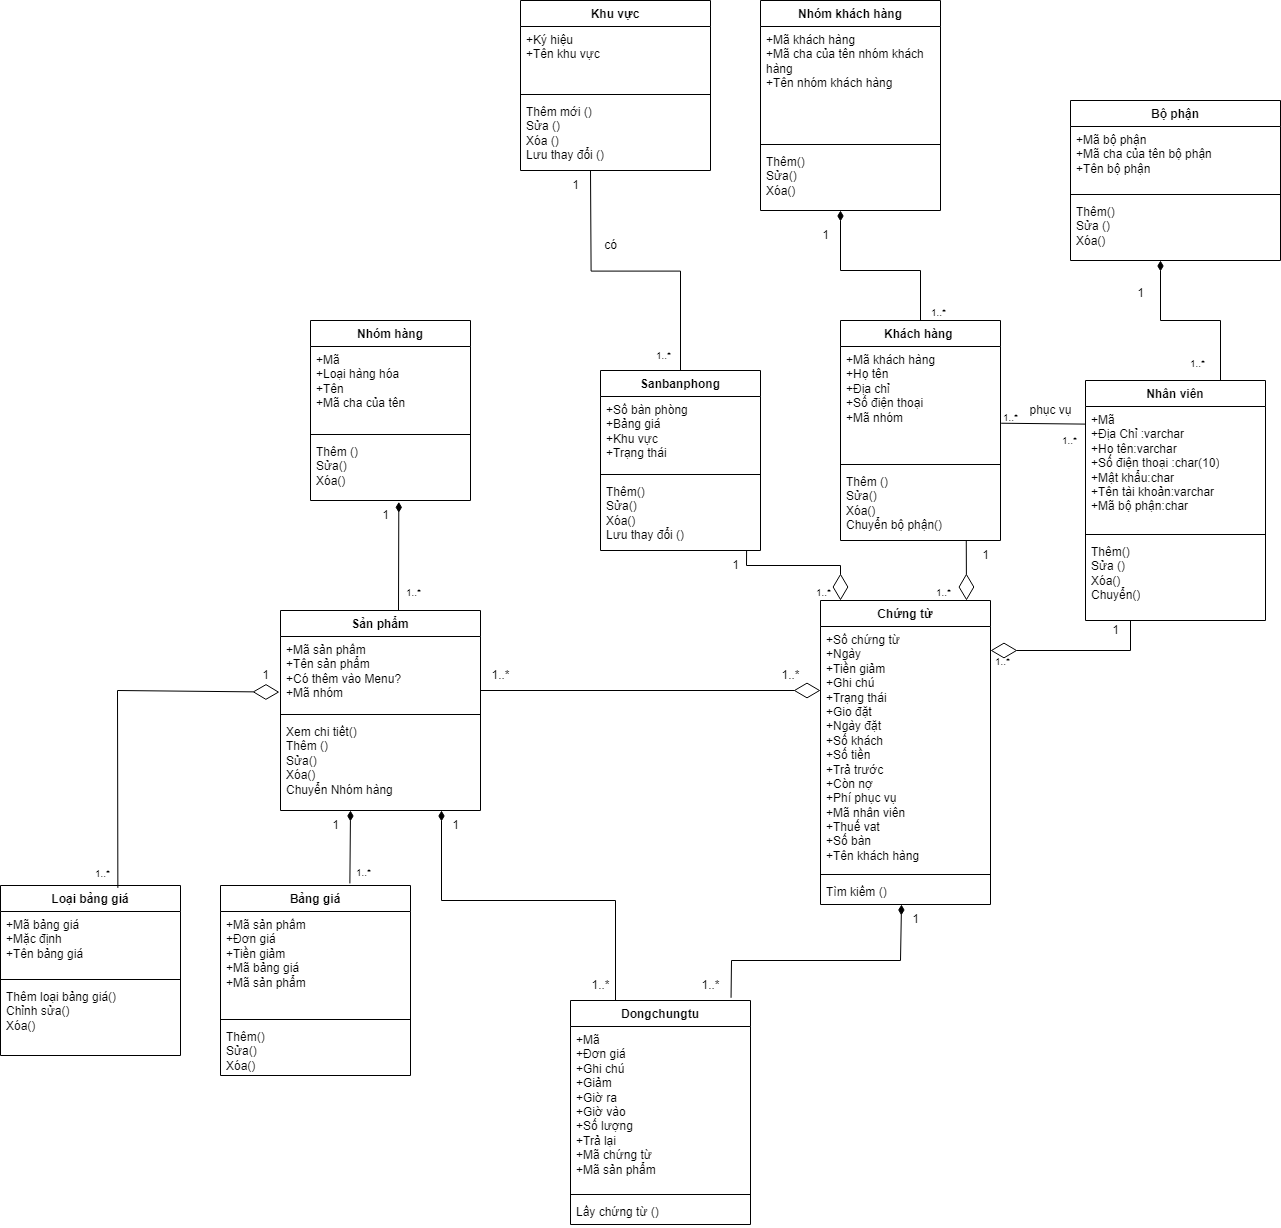 Khu vực
+Ký hiệu
+Tên khu vực
Thêm mới ()
Sửa ()
Xóa ()
Lưu thay đổi ()
1
có
1..*
Nhóm khách hàng
+Mã khách hàng
+Mã cha của tên nhóm khách
hàng
+Tên nhóm khách hàng
Thêm()
Sửa()
Xóa()
1
1..*
Bộ phận
+Mã bộ phận
+Mã cha của tên bộ phận
+Tên bộ phận
Thêm()
Sửa ()
Xóa()
1
1..*
Nhóm hàng
+Mã
+Loại hàng hóa
+Tên
+Mã cha của tên
Thêm ()
Sửa()
Xóa()
1
1..*
Sanbanphong
+Số bàn phòng
+Bảng giá
+Khu vực
+Trạng thái
Thêm()
Sửa()
Xóa()
Lưu thay đổi ()
1
1..*
Khách hàng
+Mã khách hàng
+Họ tên
+Địa chỉ
+Số điện thoại
+Mã nhóm
Thêm ()
Sửa()
Xóa()
Chuyển bộ phận()
1..*
phục vụ
1..*
1
1..*
Nhân viên
+Mã
+Địa Chỉ :varchar
+Họ tên:varchar
+Số điện thoại :char(10)
+Mật khẩu:char
+Tên tài khoản:varchar
+Mã bộ phận:char
Thêm()
Sửa ()
Xóa()
Chuyển()
1
1..*
Sản phẩm
+Mã sản phâm
+Tên sản phẩm
+Có thêm vào Menu?
+Mã nhóm
Xem chi tiết()
Thêm ()
Sửa()
Xóa()
Chuyển Nhóm hàng
1
1..*
1..*
1
1
Chứng từ
+Số chứng từ
+Ngày
+Tiền giảm
+Ghi chú
+Trạng thái
+Gio đặt
+Ngày đặt
+Số khách
+Số tiền
+Trả trước
+Còn nợ
+Phí phục vụ
+Mã nhân viên
+Thuế vat
+Số bàn
+Tên khách hàng
Tìm kiếm ()
1
1..*
1..*
Loại bảng giá
+Mã bảng giá
+Mặc định
+Tên bảng giá
Thêm loại bảng giá()
Chỉnh sửa()
Xóa()
Bảng giá
+Mã sản phâm
+Đơn giá
+Tiền giảm
+Mã bảng giá
+Mã sản phẩm
Thêm()
Sửa()
Xóa()
1..*
1..*
Dongchungtu
+Mã
+Đơn giá
+Ghi chú
+Giảm
+Giờ ra
+Giờ vào
+Số lượng
+Trả lại
+Mã chứng từ
+Mã sản phẩm
Lấy chứng từ ()